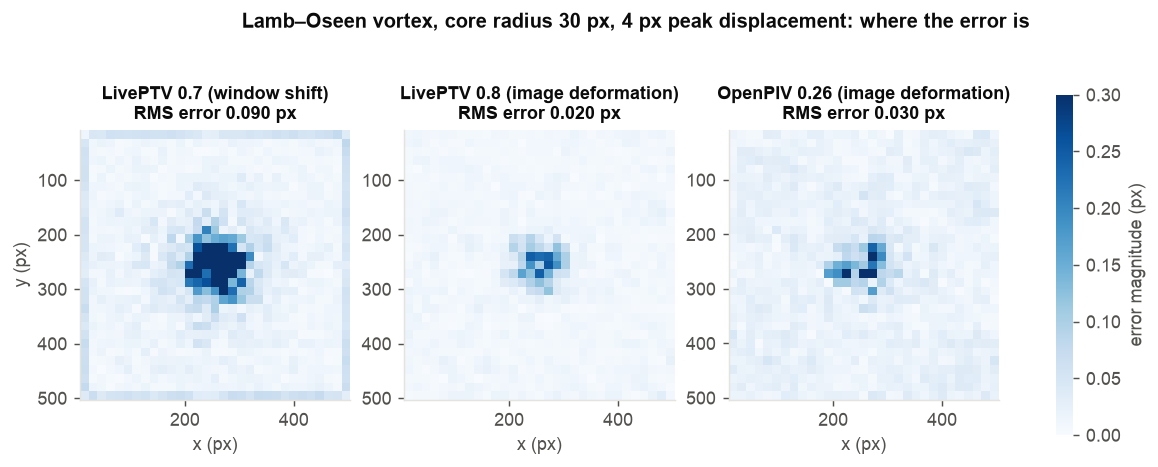 Lamb–Oseen vortex, core radius 30 px, 4 px peak displacement: where the error is
LivePTV 0.7 (window shift)
RMS error 0.090 px
LivePTV 0.8 (image deformation)
RMS error 0.020 px
OpenPIV 0.26 (image deformation)
RMS error 0.030 px
y (px)
100
200
300
400
500
200
400
x (px)
100
200
300
400
500
200
400
x (px)
100
200
300
400
500
200
400
x (px)
0.30
0.25
0.20
0.15
0.10
0.05
0.00
error magnitude (px)